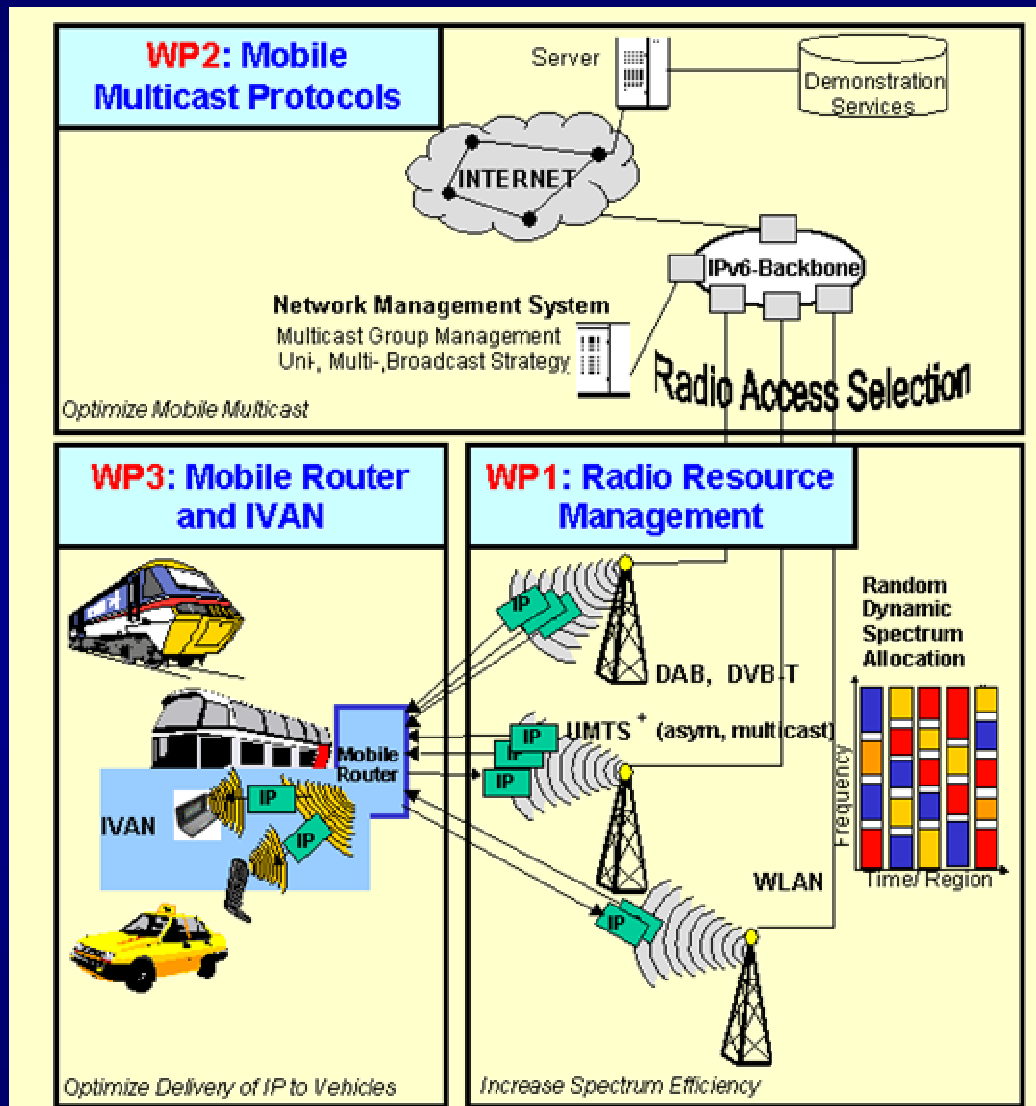 WP2: Mobile
Multicast Protocols
Server
Demonstration
Services
INTERNET
IPv6-Backbone
Network Management System
Multicast Group Management
Uni-, Multi-,Broadcast Strategy
Radio Access Selection
Optimize Mobile Multicast
WP3: Mobile Router
and IVAN
Mobile
Router
IP
IP
IVAN
Optimize Delivery of IP to Vehicles
WP1: Radio Resource
Management
IP
DAB, DVB-T
IP
IP
IP
UMTS + (asym, multicast)
IP
WLAN
Random
Dynamic
Spectrum
Allocation
Frequency
Time/ Region
Increase Spectrum Efficiency